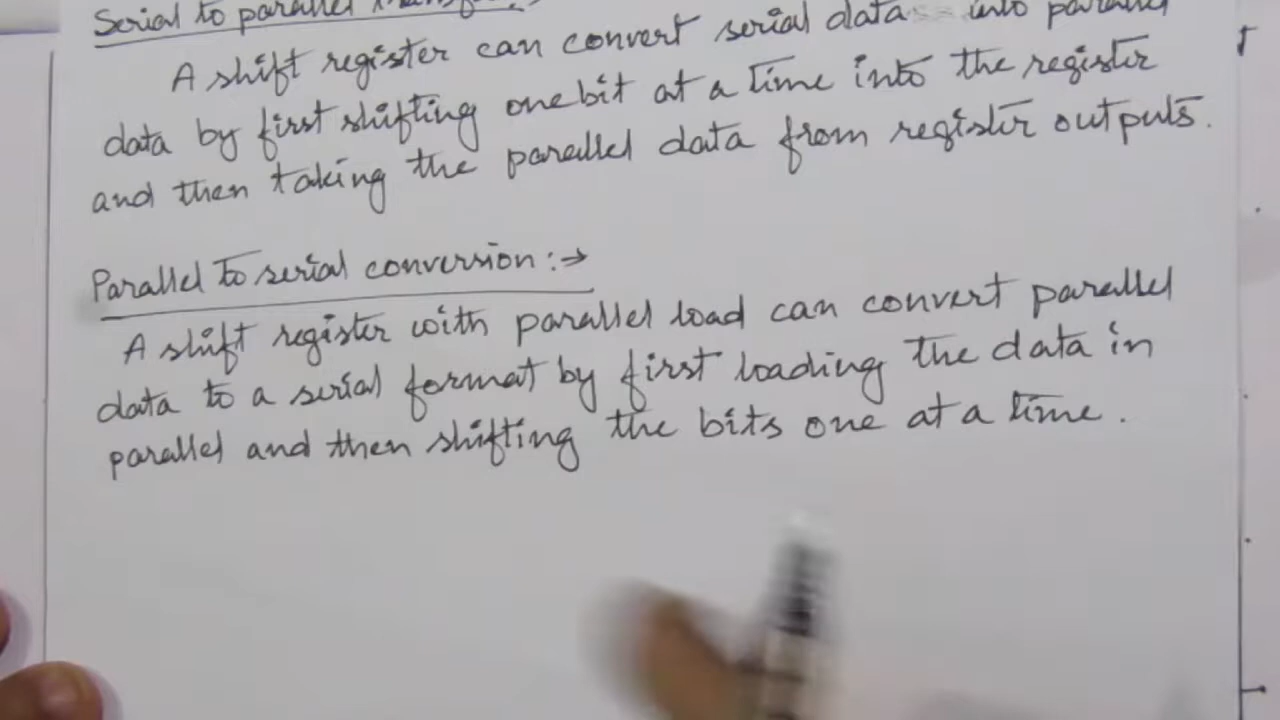 Serial to parallel
A shift register can convert serial data into parallel
data by first shifting one bit at a time into the register
and then taking the parallel data from register outputs.
Parallel to serial conversion :→
A shift register with parallel load can convert parallel
data to a serial format by first loading the data in
parallel and then shifting the bits one at a time.